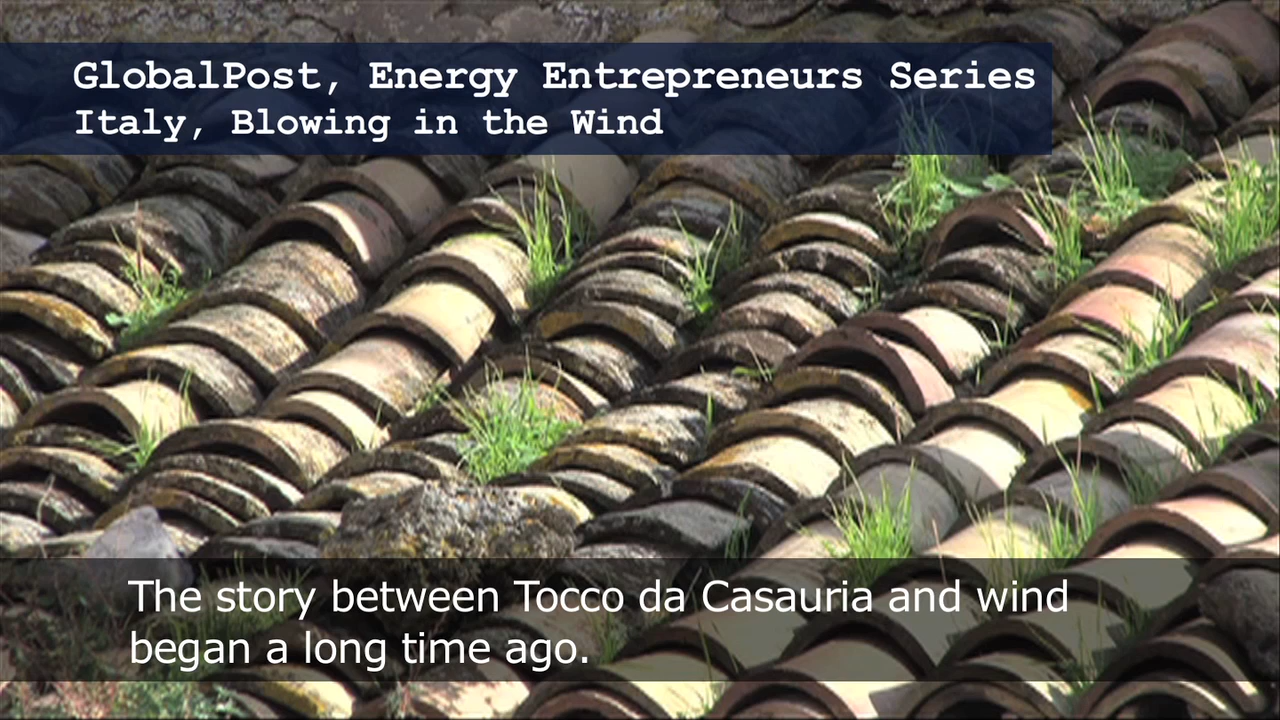 GlobalPost, Energy Entrepreneurs Series
Italy, Blowing in the Wind
The story between Tocco da Casauria and wind
began a long time ago.